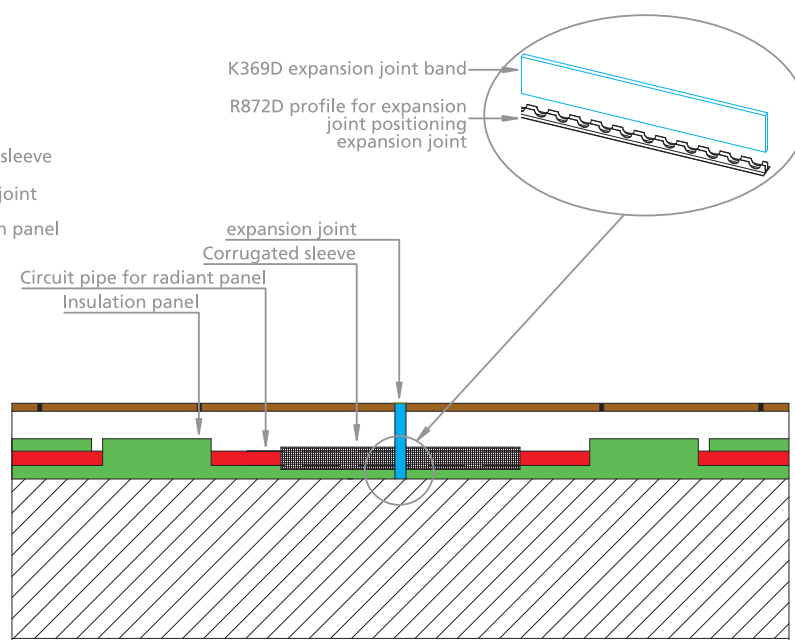 K369D expansion joint band
R872D profile for expansion
joint positioning
expansion joint
sleeve
joint
panel
expansion joint
Corrugated sleeve
Circuit pipe for radiant panel
Insulation panel